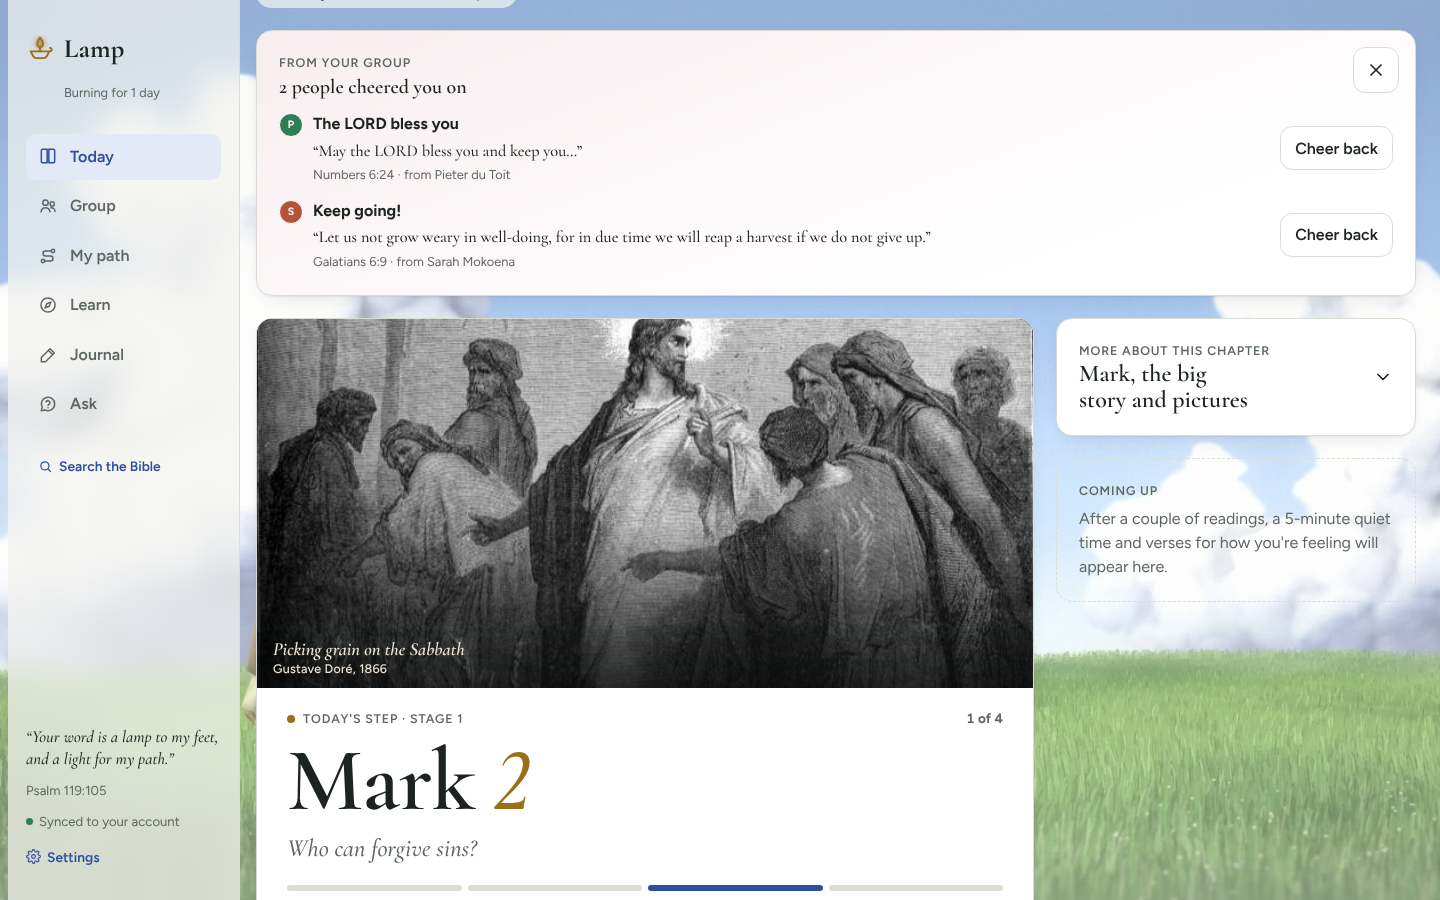 Lamp
Burning for 1 day
Today
Group
My path
Learn
Journal
Ask
Search the Bible
“Your word is a lamp to my feet,
and a light for my path.”
Psalm 119:105
Synced to your account
Settings
FROM YOUR GROUP
2 people cheered you on
P
The LORD bless you
“May the LORD bless you and keep you…”
Numbers 6:24 · from Pieter du Toit
Cheer back
S
Keep going!
“Let us not grow weary in well-doing, for in due time we will reap a harvest if we do not give up.”
Galatians 6:9 · from Sarah Mokoena
Cheer back
Picking grain on the Sabbath
Gustave Doré, 1866
TODAY'S STEP · STAGE 1
1 of 4
Mark 2
Who can forgive sins?
MORE ABOUT THIS CHAPTER
Mark, the big
story and pictures
COMING UP
After a couple of readings, a 5-minute quiet
time and verses for how you're feeling will
appear here.